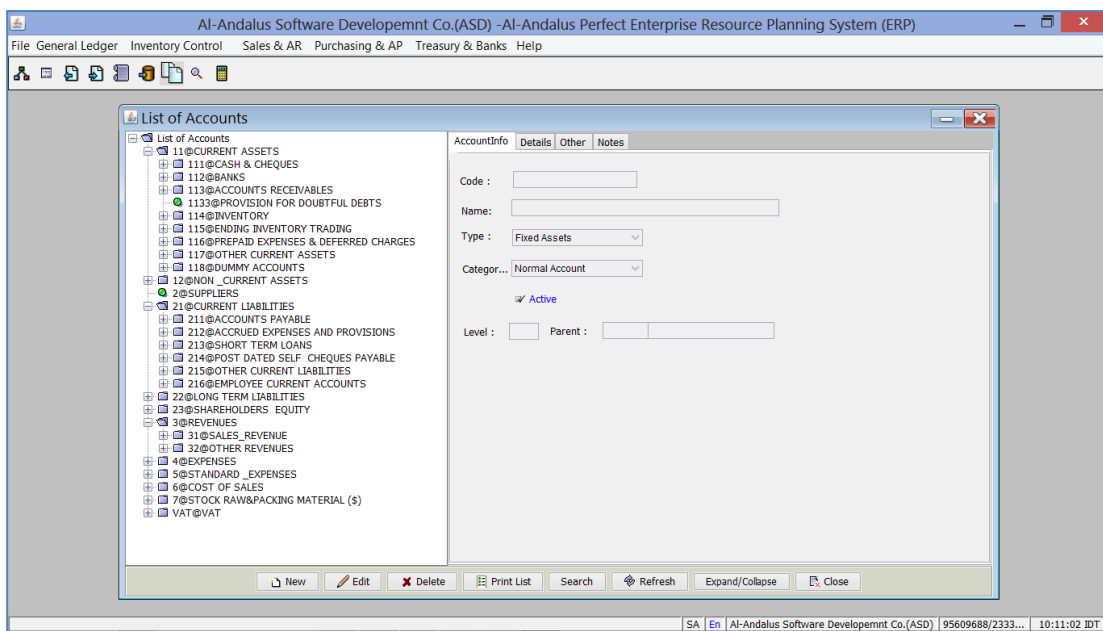 Al-Andalus Software Developemnt Co.(ASD) -Al-Andalus Perfect Enterprise Resource Planning System (ERP)
File General Ledger Inventory Control Sales & AR Purchasing & AP Treasury & Banks Help
List of Accounts
List of Accounts
11@CURRENT ASSETS
111@CASH & CHEQUES
112@BANKS
113@ACCOUNTS RECEIVABLES
1133@PROVISION FOR DOUBTFUL DEBTS
114@INVENTORY
115@ENDING INVENTORY TRADING
116@PREPAID EXPENSES & DEFERRED CHARGES
117@OTHER CURRENT ASSETS
118@DUMMY ACCOUNTS
12@NON _CURRENT ASSETS
2@SUPPLIERS
21@CURRENT LIABILITIES
211@ACCOUNTS PAYABLE
212@ACCRUED EXPENSES AND PROVISIONS
213@SHORT TERM LOANS
214@POST DATED SELF CHEQUES PAYABLE
215@OTHER CURRENT LIABILITIES
216@EMPLOYEE CURRENT ACCOUNTS
22@LONG TERM LIABILITIES
23@SHAREHOLDERS EQUITY
3@REVENUES
31@SALES_REVENUE
32@OTHER REVENUES
4@EXPENSES
5@STANDARD _EXPENSES
6@COST OF SALES
7@STOCK RAW&PACKING MATERIAL ($)
VAT@VAT
AccountInfo Details Other Notes
Code :
Name:
Type : Fixed Assets
Categor... Normal Account
Active
Level : Parent :
New Edit Delete Print List Search Refresh Expand/Collapse Close
SA En Al-Andalus Software Developemnt Co.(ASD) 95609688/2333... 10:11:02 IDT